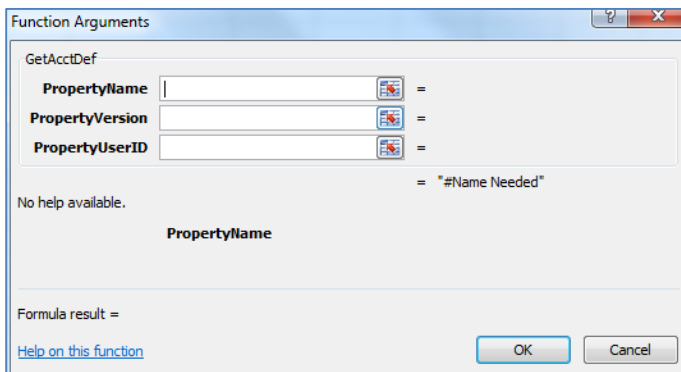 Function Arguments
GetAcctDef
PropertyName =
PropertyVersion =
PropertyUserID =
= "#Name Needed"
No help available.
PropertyName
Formula result =
Help on this function
OK Cancel